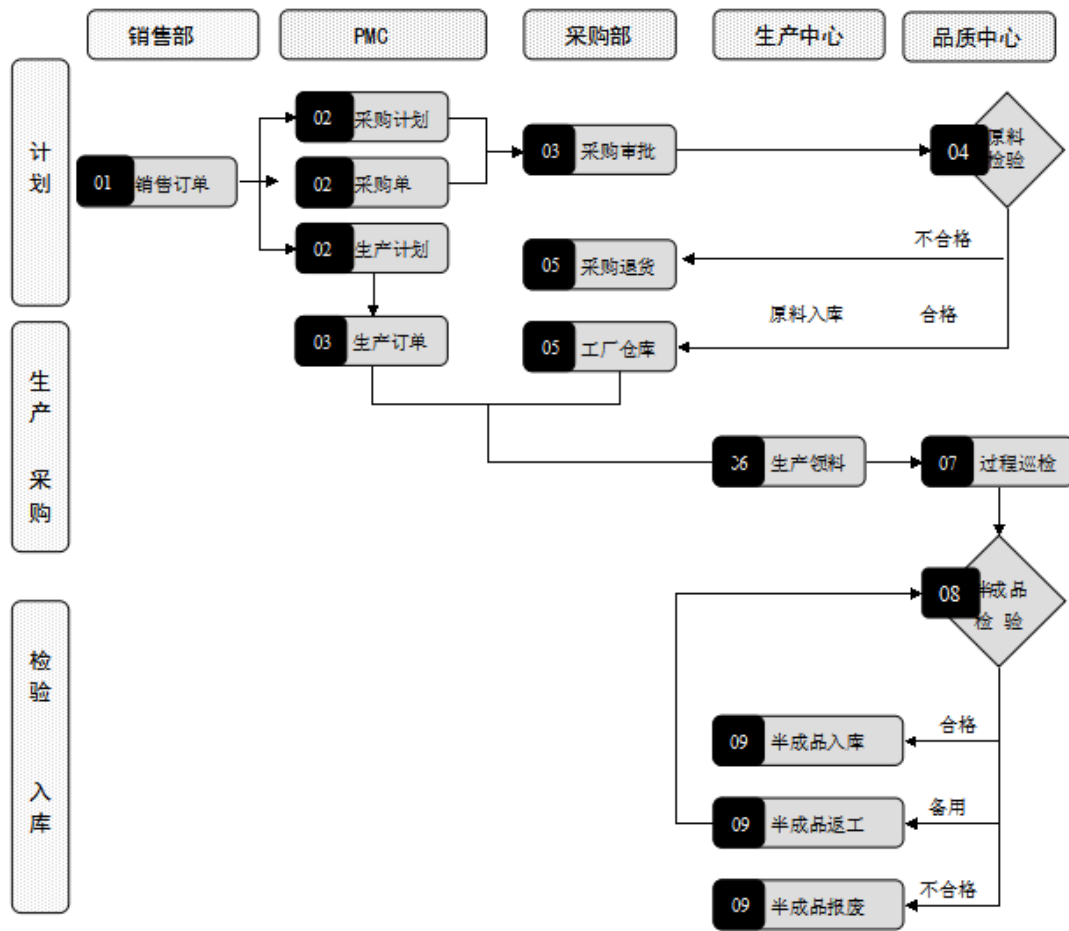 销售部
PMC
采购部
生产中心
品质中心
计
划
生
产
采
购
检
验
入
库
01 销售订单
02 采购计划
02 采购单
02 生产计划
03 生产订单
03 采购审批
04 原料
检验
不合格
05 采购退货
原料入库
合格
05 工厂仓库
06 生产领料
07 过程巡检
08 半成品
检 验
合格
09 半成品入库
备用
09 半成品返工
不合格
09 半成品报废